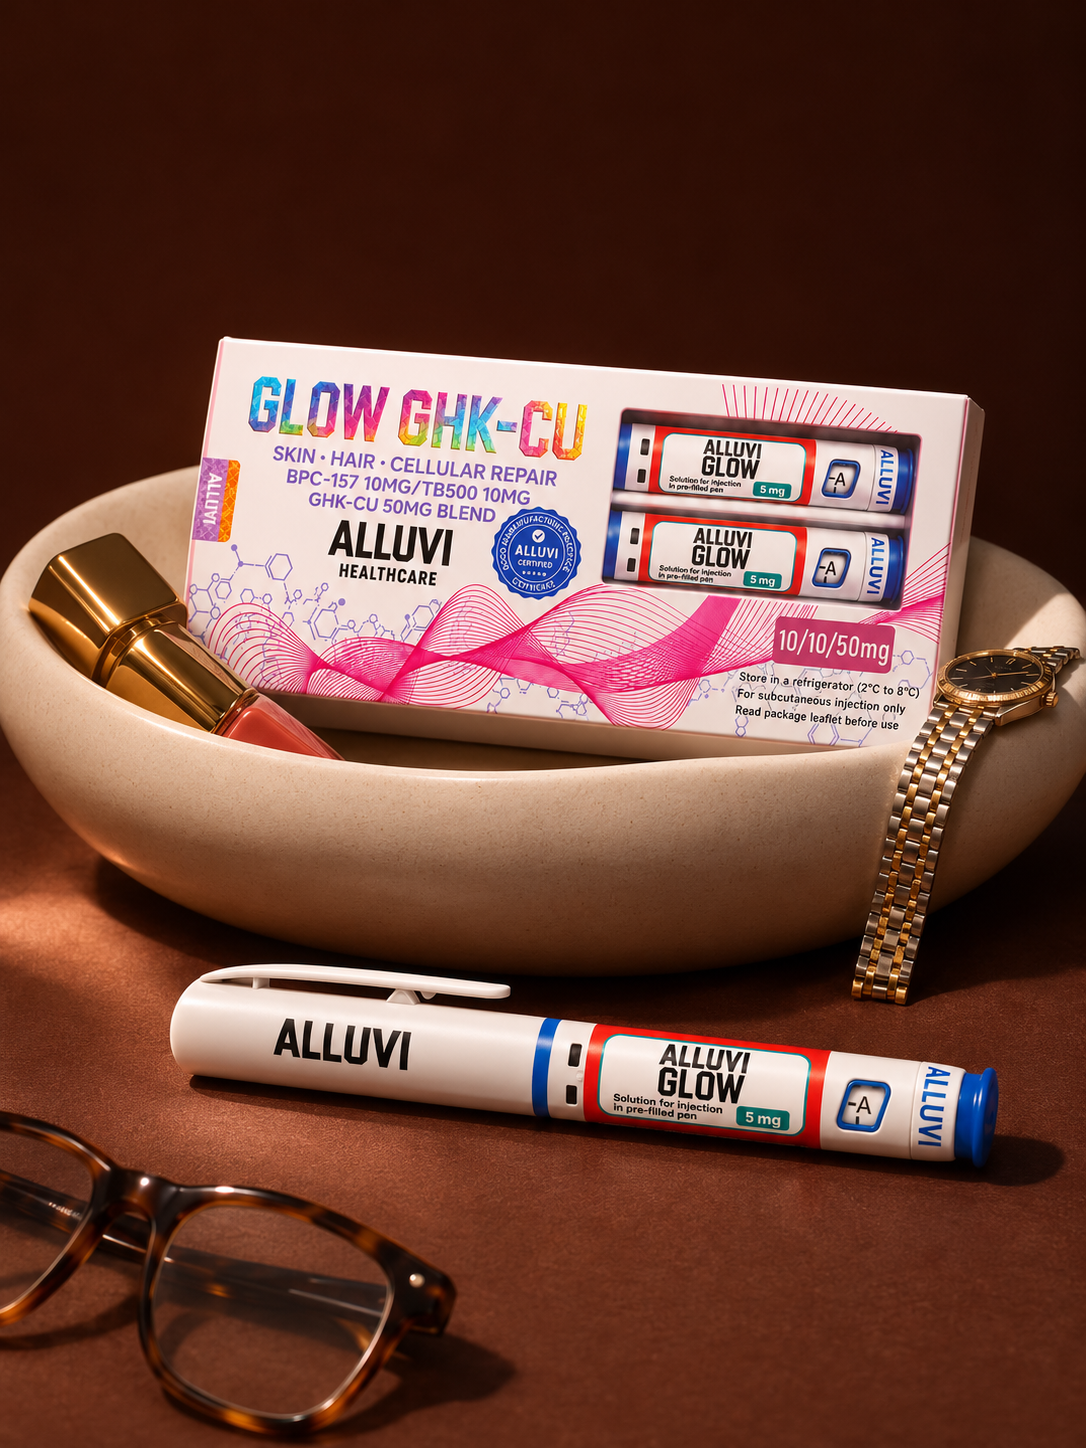 GLOW GHK-CU
SKIN · HAIR · CELLULAR REPAIR
BPC-157 10MG/TB500 10MG
GHK-CU 50MG BLEND
ALLUVI
HEALTHCARE
ALLUVI
ALLUVI
CERTIFIED
ALLUVI
GLOW
Solution for injection
in pre-filled pen
5 mg
-A-
ALLUVI
ALLUVI
GLOW
Solution for injection
in pre-filled pen
5 mg
-A-
ALLUVI
10/10/50mg
Store in a refrigerator (2°C to 8°C)
For subcutaneous injection only
Read package leaflet before use
ALLUVI
ALLUVI
GLOW
Solution for injection
in pre-filled pen
5 mg
-A
ALLUVI